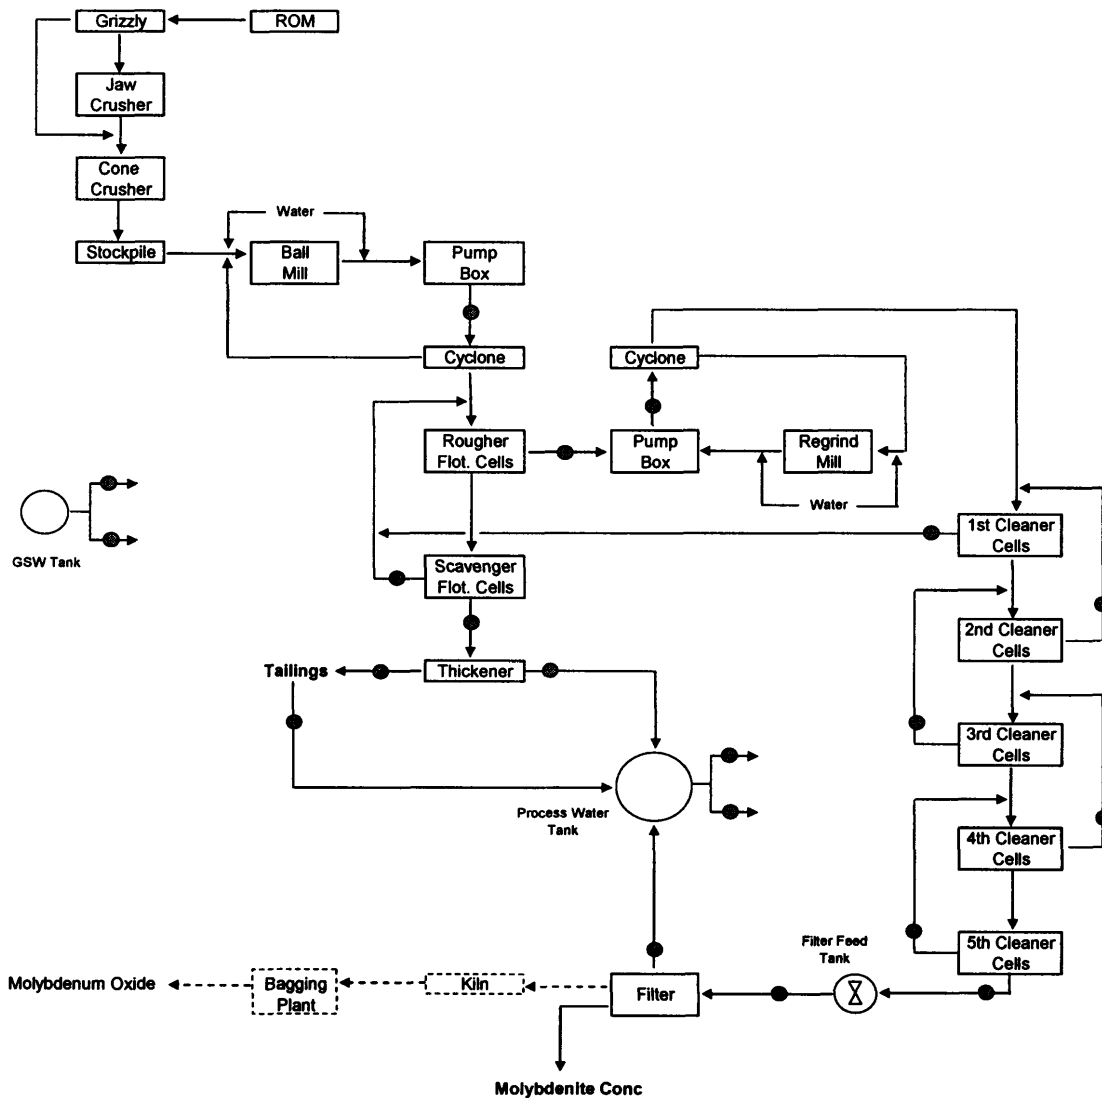 Grizzly
ROM
Jaw
Crusher
Cone
Crusher
Water
Stockpile
Ball
Mill
Pump
Box
Cyclone
Cyclone
Rougher
Flot. Cells
Pump
Box
Regrind
Mill
Water
GSW Tank
1st Cleaner
Cells
Scavenger
Flot. Cells
2nd Cleaner
Cells
Tailings
Thickener
3rd Cleaner
Cells
Process Water
Tank
4th Cleaner
Cells
Filter Feed
Tank
5th Cleaner
Cells
Molybdenum Oxide
Bagging
Plant
Kiln
Filter
Molybdenite Conc